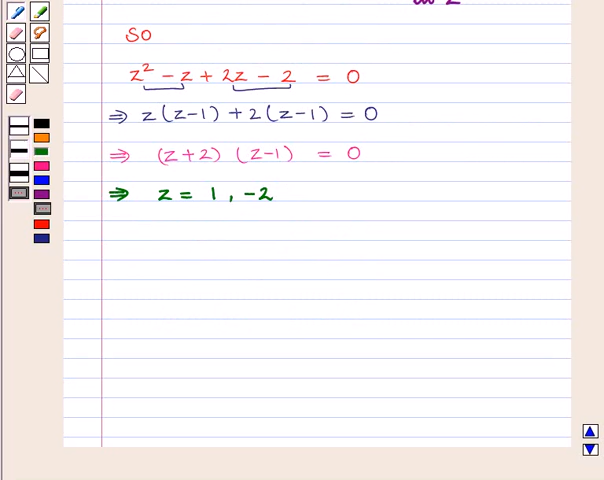 so
z² - z + 2z - 2 = 0
⇒ z(z-1) + 2(z-1) = 0
⇒ (z+2) (z-1) = 0
⇒ z = 1, -2